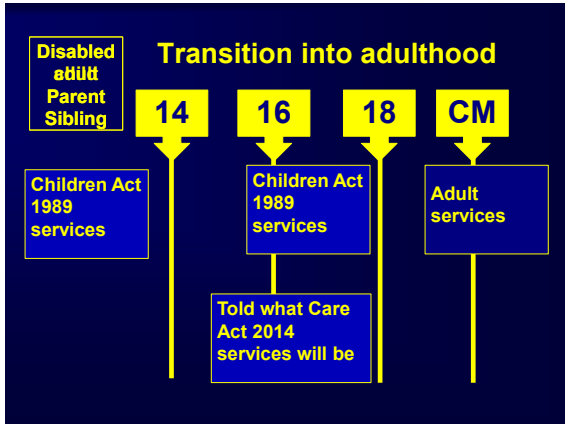 Transition into adulthood
Disabled
Parent
Sibling
14
16
18
CM
Children Act
1989
services
Children Act
1989
services
Adult
services
Told what Care
Act 2014
services will be